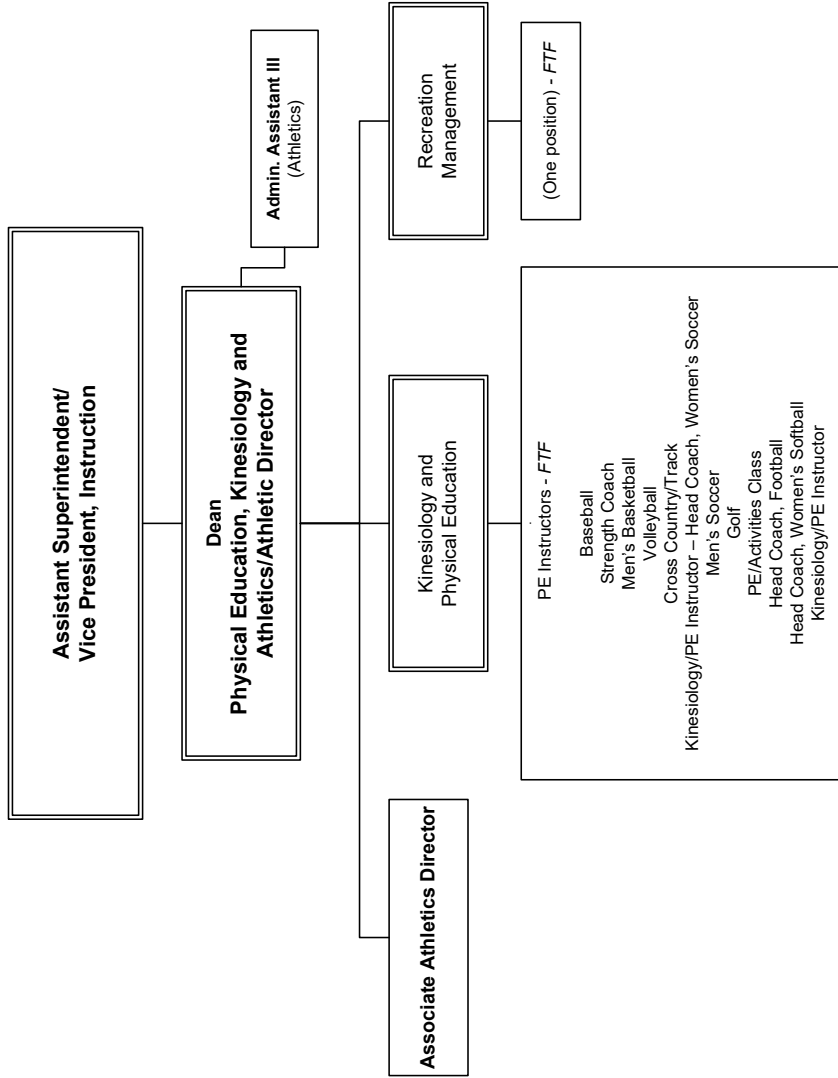 Assistant Superintendent/
Vice President, Instruction
Dean
Physical Education, Kinesiology and
Athletics/Athletic Director
Admin. Assistant III
(Athletics)
Associate Athletics Director
Kinesiology and
Physical Education
Recreation
Management
PE Instructors - FTF
Baseball
Strength Coach
Men's Basketball
Volleyball
Cross Country/Track
Kinesiology/PE Instructor – Head Coach, Women's Soccer
Men's Soccer
Golf
PE/Activities Class
Head Coach, Football
Head Coach, Women's Softball
Kinesiology/PE Instructor
(One position) - FTF